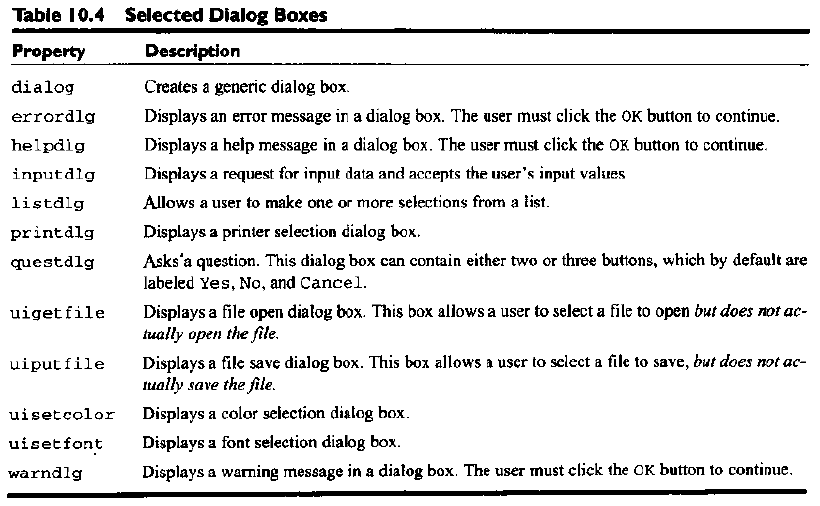 Table 10.4 Selected Dialog Boxes
Property Description
dialog Creates a generic dialog box.
errordlg Displays an error message in a dialog box. The user must click the OK button to continue.
helpdlg Displays a help message in a dialog box. The user must click the OK button to continue.
inputdlg Displays a request for input data and accepts the user's input values
listdlg Allows a user to make one or more selections from a list.
printdlg Displays a printer selection dialog box.
questdlg Asks a question. This dialog box can contain either two or three buttons, which by default are
labeled Yes, No, and Cancel.
uigetfile Displays a file open dialog box. This box allows a user to select a file to open but does not ac-
tually open the file.
uiputfile Displays a file save dialog box. This box allows a user to select a file to save, but does not ac-
tually save the file.
uisetcolor Displays a color selection dialog box.
uisetfont Displays a font selection dialog box.
warndlg Displays a warning message in a dialog box. The user must click the OK button to continue.